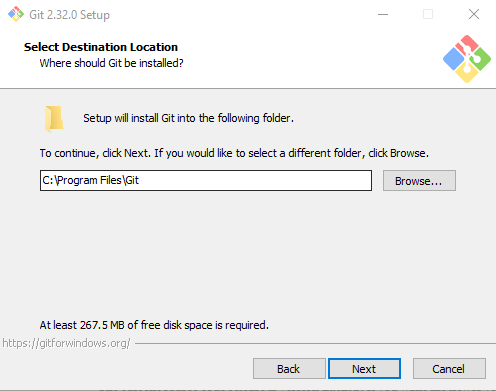 Git 2.32.0 Setup
Select Destination Location
Where should Git be installed?
Setup will install Git into the following folder.
To continue, click Next. If you would like to select a different folder, click Browse.
C:\Program Files\Git
Browse...
At least 267.5 MB of free disk space is required.
https://gitforwindows.org/
Back
Next
Cancel